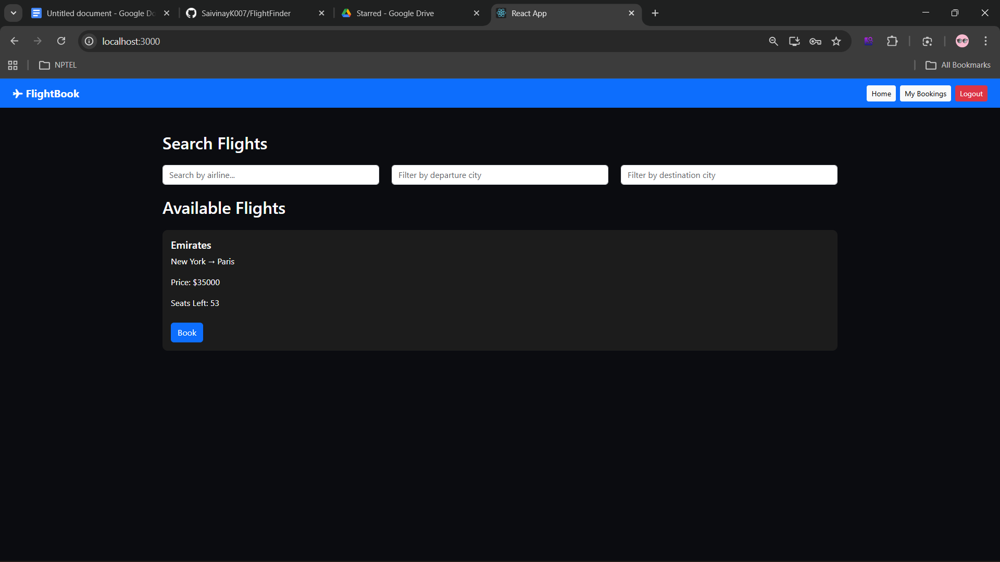 Untitled document - Google Do
SaivinayK007/FlightFinder
Starred - Google Drive
React App
localhost:3000
NPTEL
All Bookmarks
FlightBook
Home
My Bookings
Logout
Search Flights
Search by airline...
Filter by departure city
Filter by destination city
Available Flights
Emirates
New York → Paris
Price: $35000
Seats Left: 53
Book